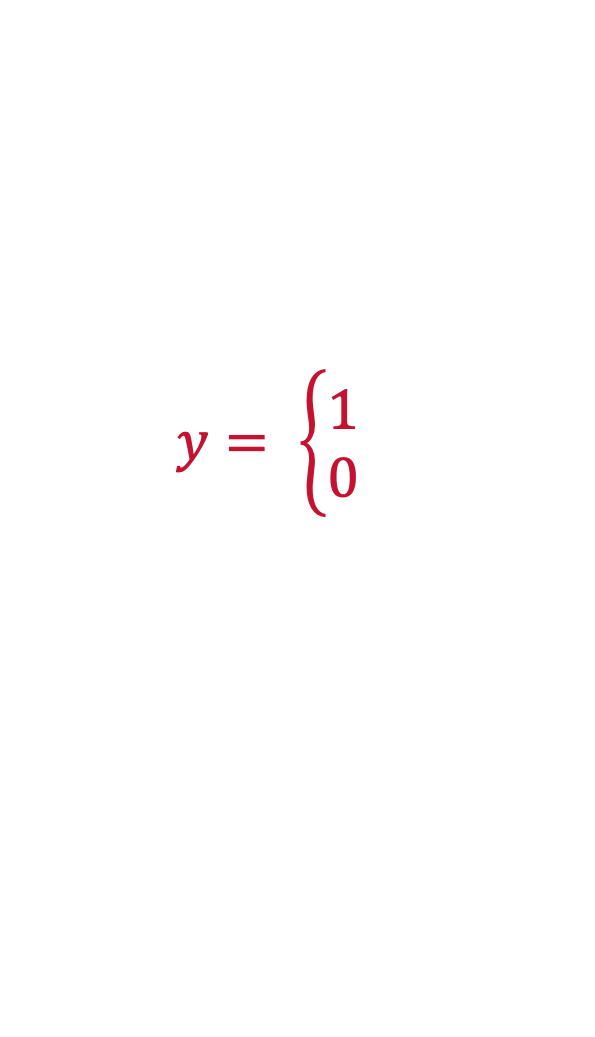 y = { 1
0